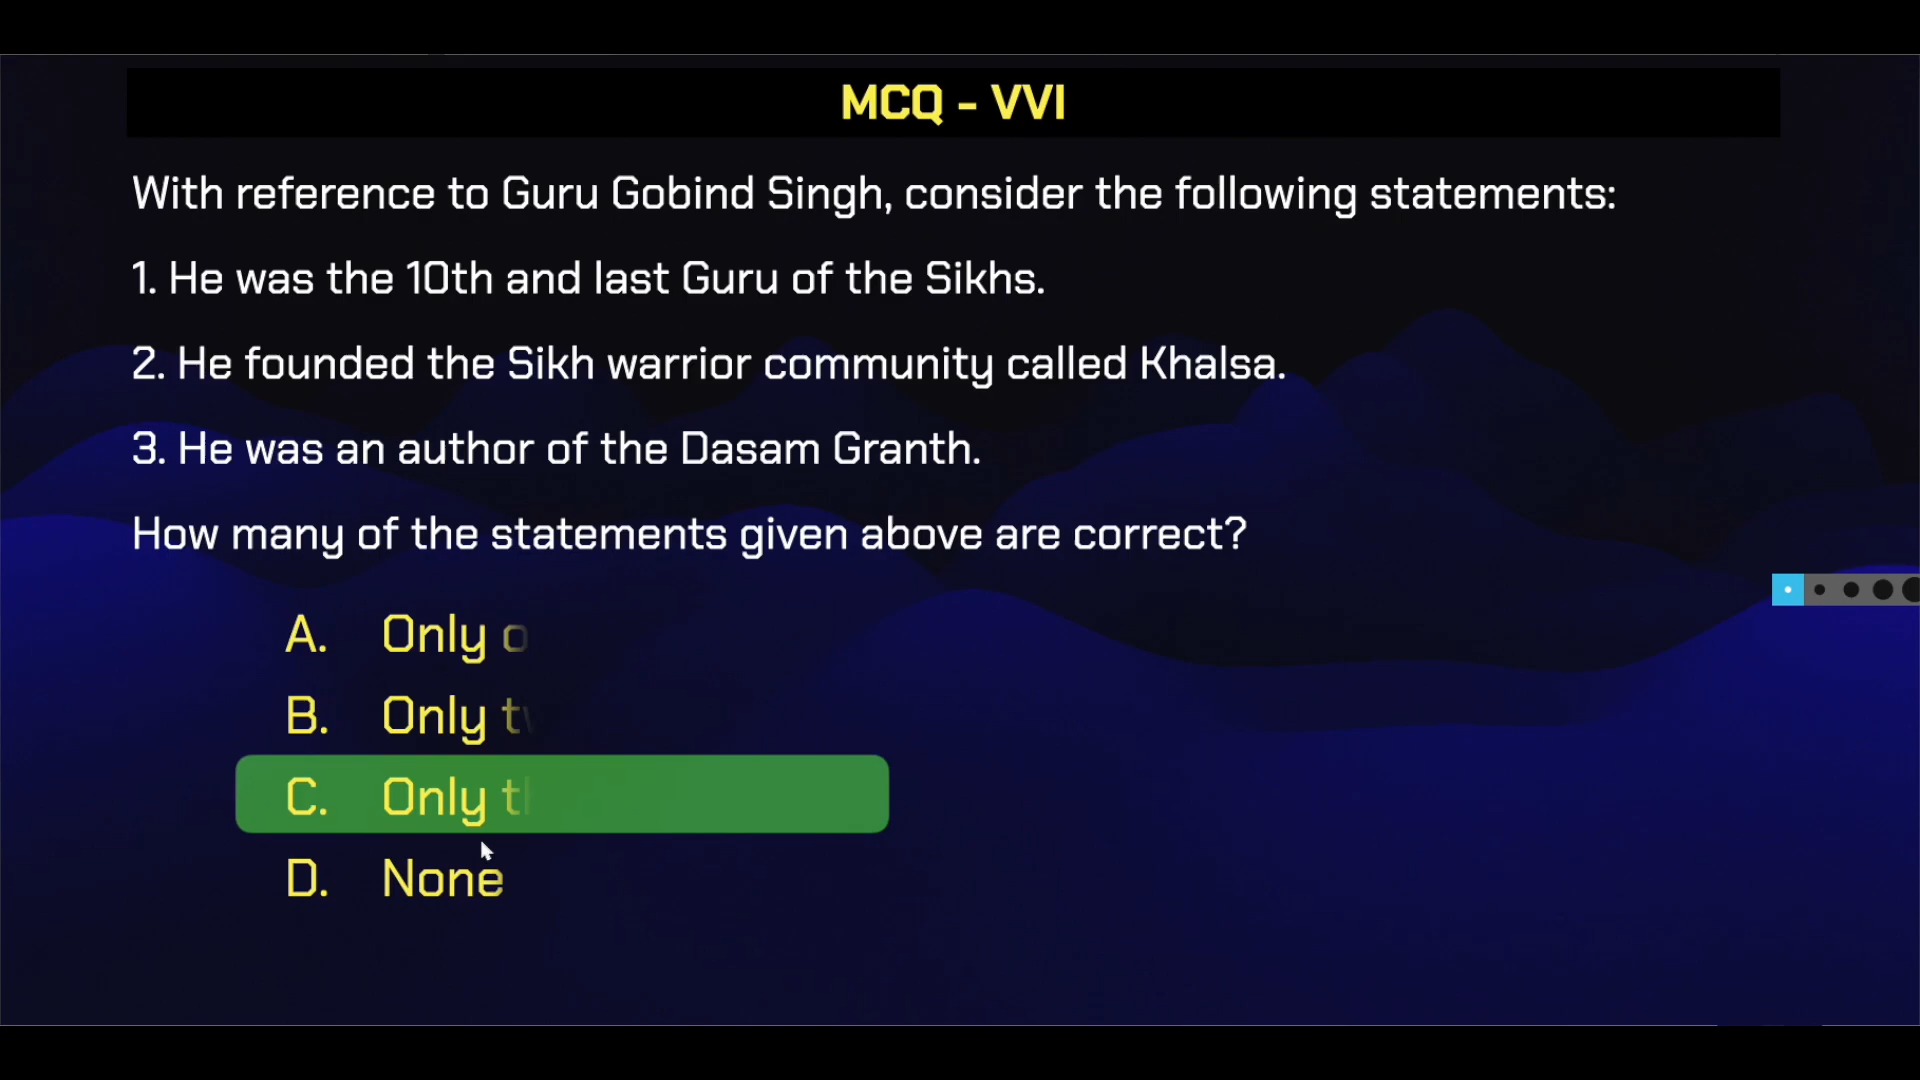 MCQ - VVI
With reference to Guru Gobind Singh, consider the following statements:
1. He was the 10th and last Guru of the Sikhs.
2. He founded the Sikh warrior community called Khalsa.
3. He was an author of the Dasam Granth.
How many of the statements given above are correct?
A. Only
B. Only
C. Only
D. None